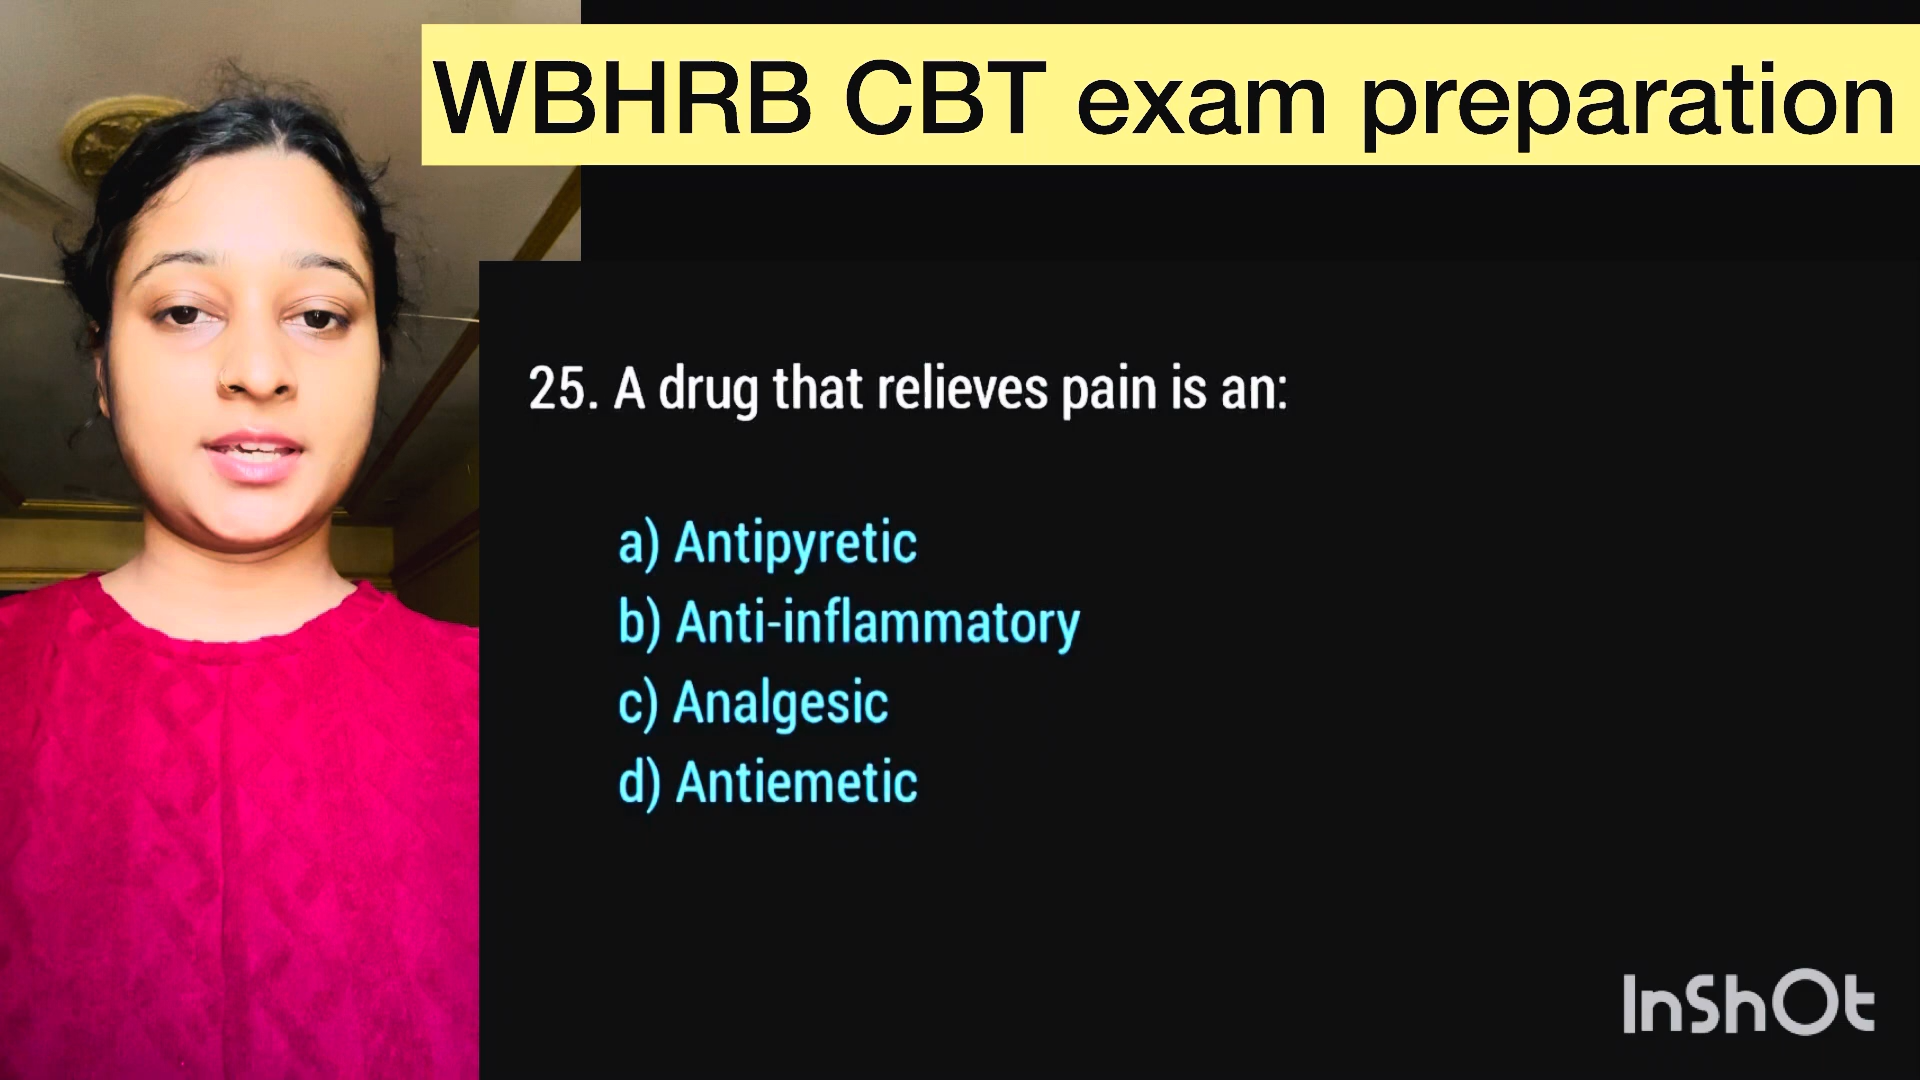 WBHRB CBT exam preparation
25. A drug that relieves pain is an:
a) Antipyretic
b) Anti-inflammatory
c) Analgesic
d) Antiemetic
InShOt